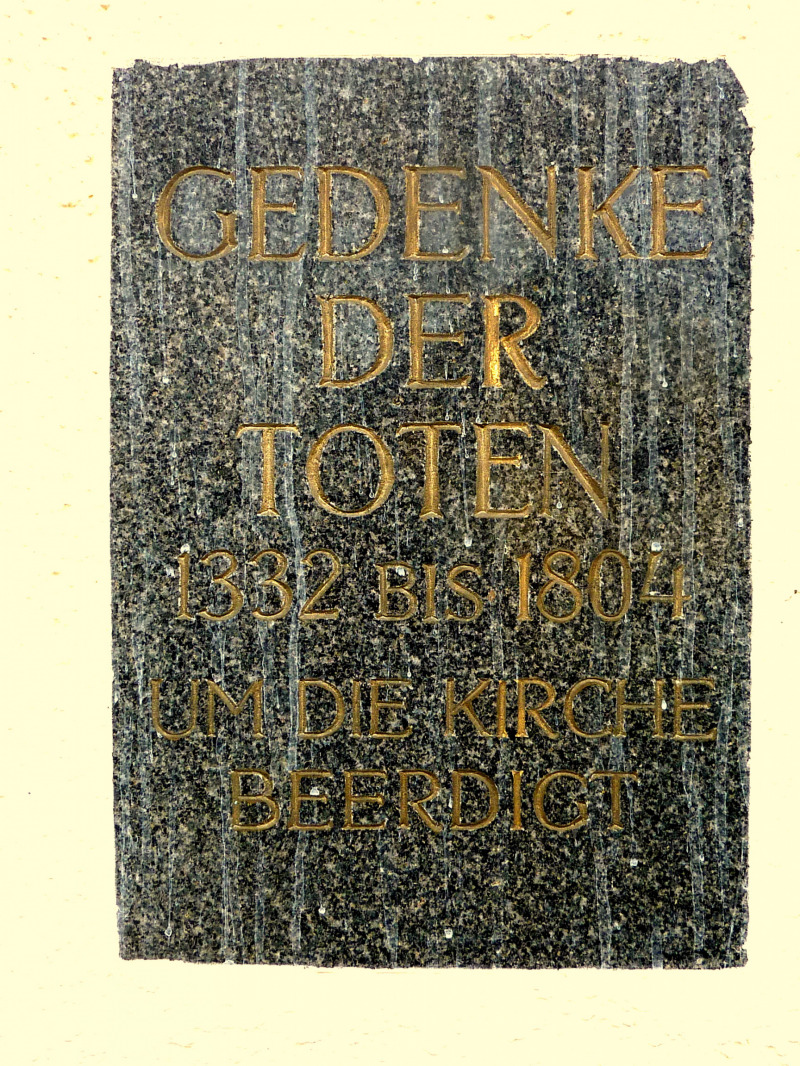 GEDENKE
DER
TOTEN
1332 BIS 1804
UM DIE KIRCHE
BEERDIGT